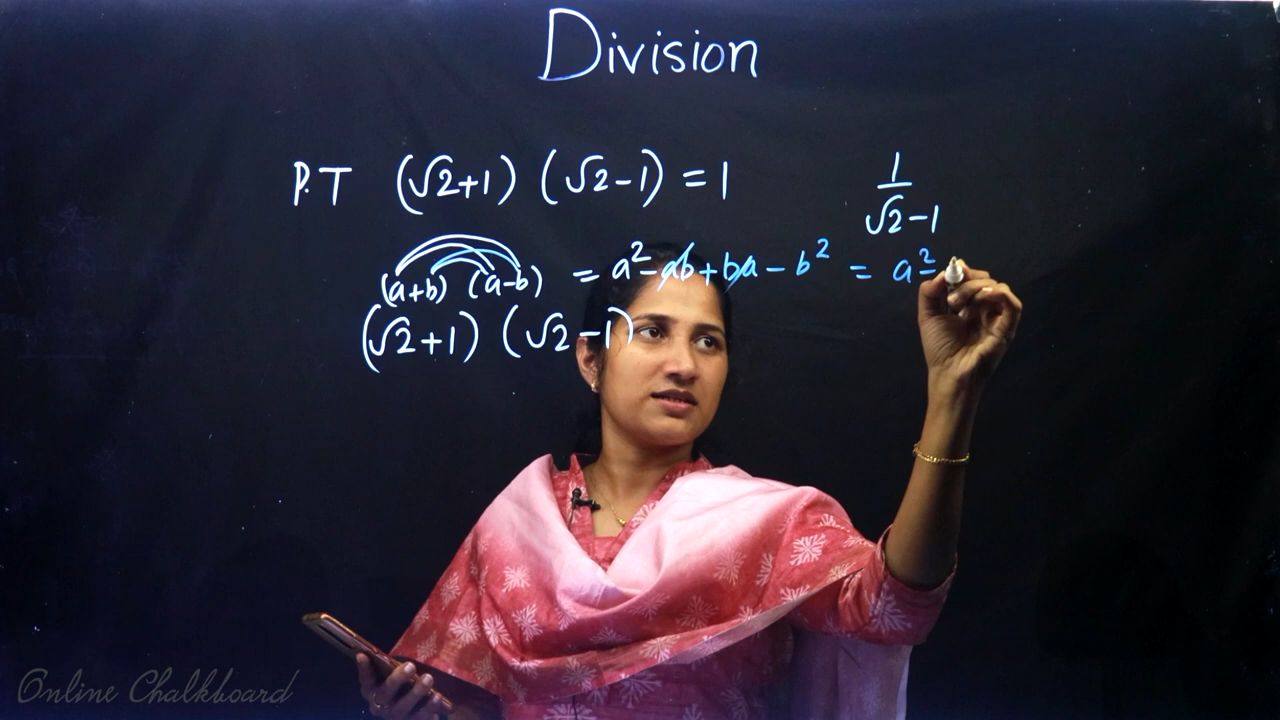 Division
P.T (√2+1) (√2-1) = 1
1
√2-1
(a+b) (a-b) = a²-ab+ba-b² = a²-
(√2+1) (√2-1)
Online Chalkboard